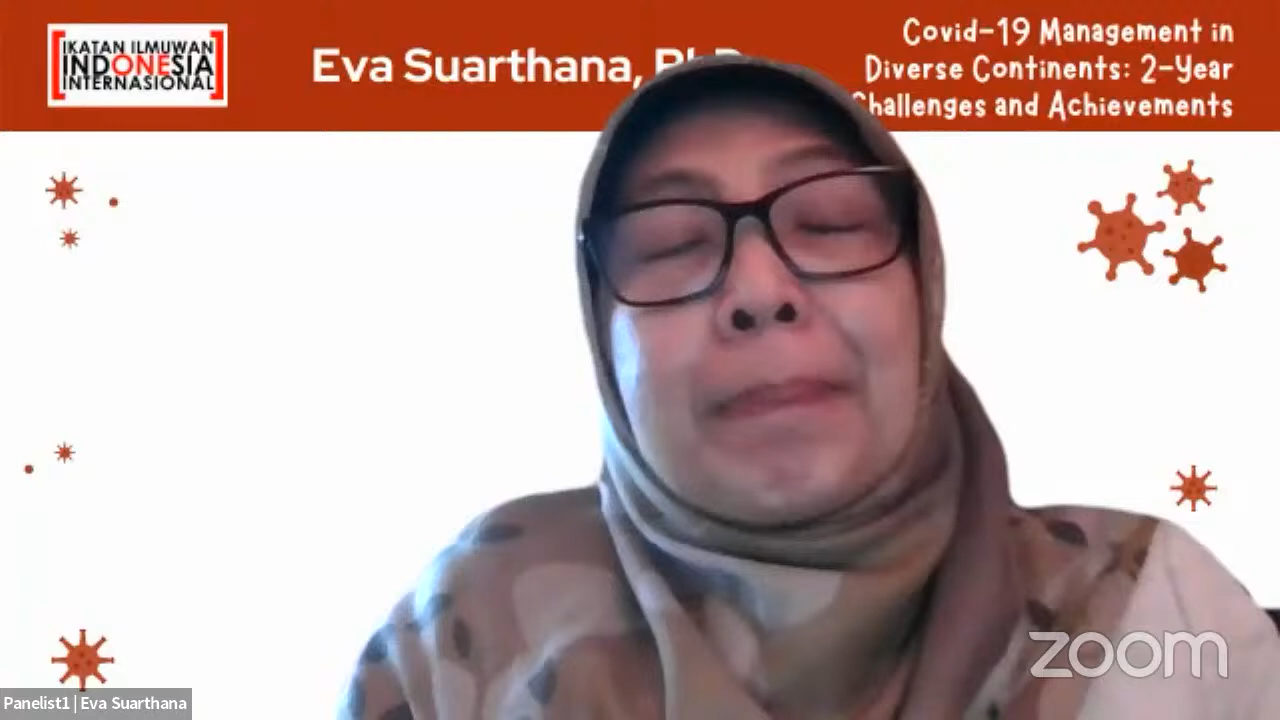 IKATAN ILMUWAN
INDONESIA
INTERNASIONAL
Eva Suarthana, PhD
Covid-19 Management in
Diverse Continents: 2-Year
Challenges and Achievements
zoom
Panelist1 | Eva Suarthana